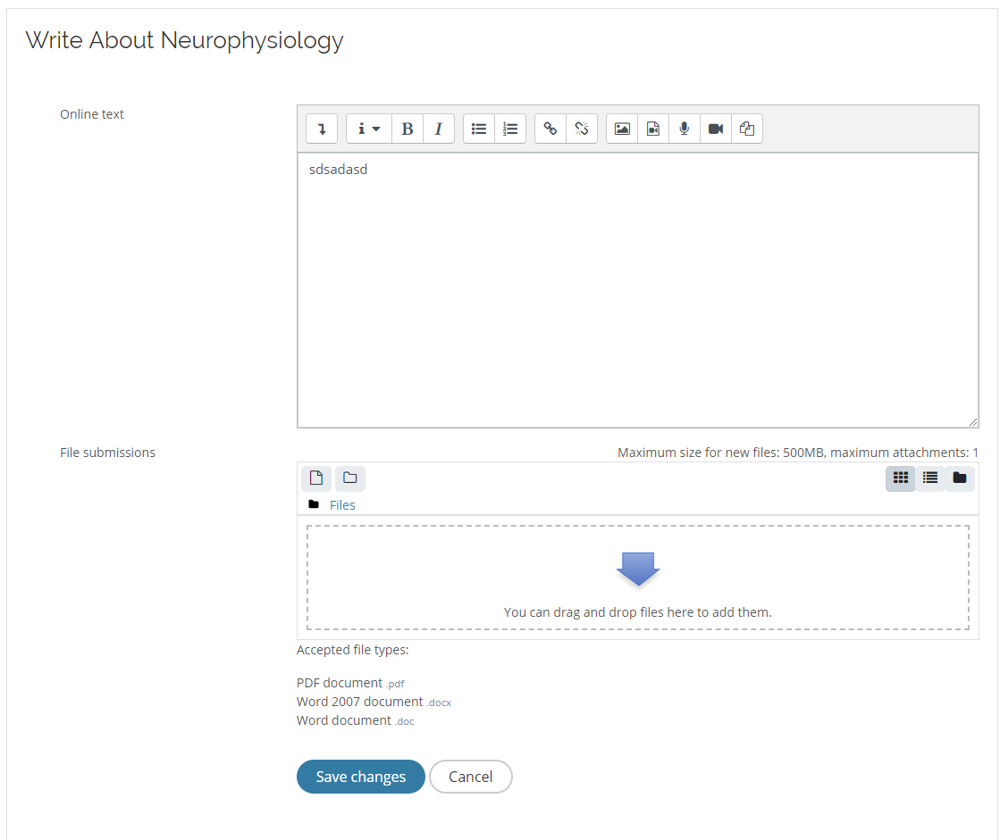 Write About Neurophysiology
Online text
sdsadasd
File submissions
Maximum size for new files: 500MB, maximum attachments: 1
Files
You can drag and drop files here to add them.
Accepted file types:
PDF document .pdf
Word 2007 document .docx
Word document .doc
Save changes
Cancel